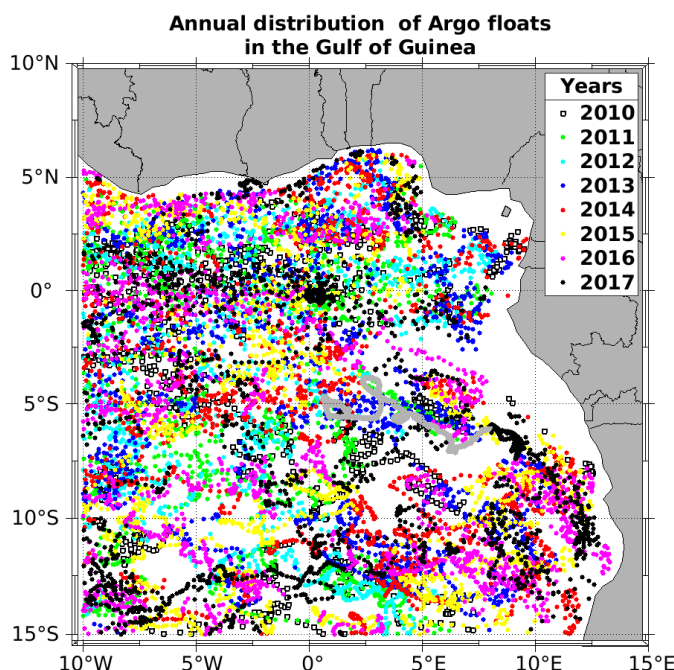 Annual distribution of Argo floats
in the Gulf of Guinea
10°N
5°N
0°
5°S
10°S
15°S
10°W
5°W
0°
5°E
10°E
15°E
Years
2010
2011
2012
2013
2014
2015
2016
2017